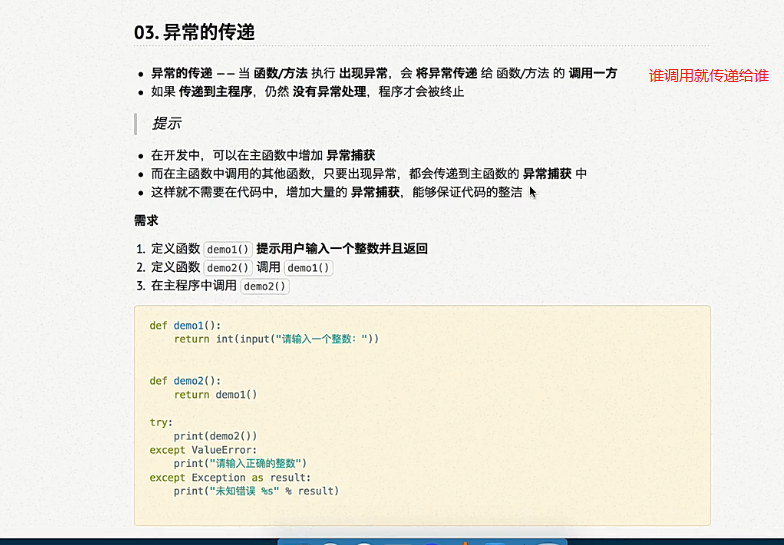 03. 异常的传递
• 异常的传递 —— 当 函数/方法 执行 出现异常，会 将异常传递 给 函数/方法 的 调用一方
谁调用就传递给谁
• 如果 传递到主程序，仍然 没有异常处理，程序才会被终止
提示
• 在开发中，可以在主函数中增加 异常捕获
• 而在主函数中调用的其他函数，只要出现异常，都会传递到主函数的 异常捕获 中
• 这样就不需要在代码中，增加大量的 异常捕获，能够保证代码的整洁
需求
1. 定义函数 demo1() 提示用户输入一个整数并且返回
2. 定义函数 demo2() 调用 demo1()
3. 在主程序中调用 demo2()
def demo1():
    return int(input("请输入一个整数："))
def demo2():
    return demo1()
try:
    print(demo2())
except ValueError:
    print("请输入正确的整数")
except Exception as result:
    print("未知错误 %s" % result)